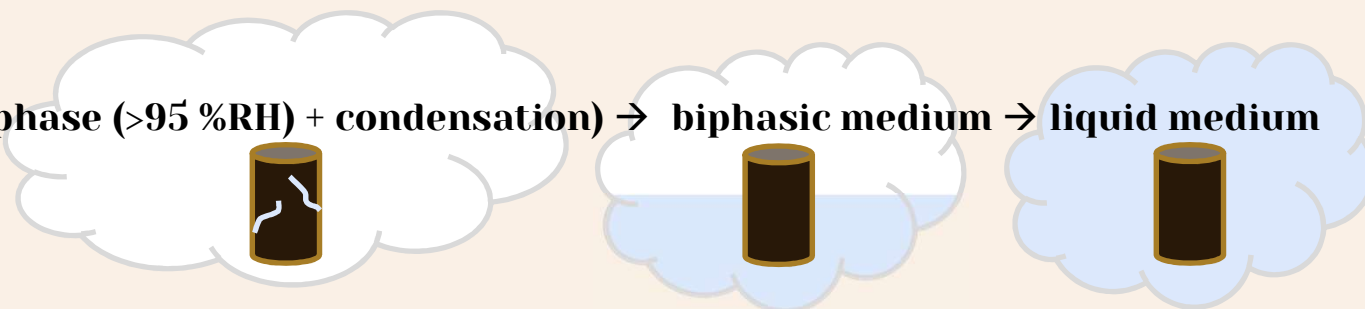 phase (>95 %RH) + condensation) → biphasic medium → liquid medium